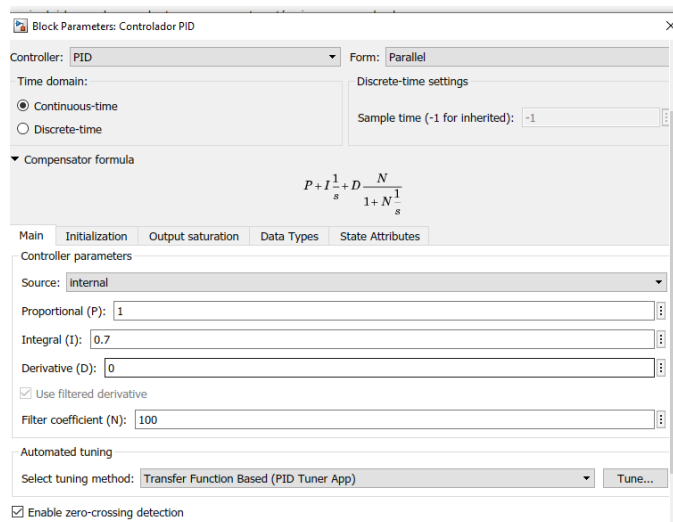 Block Parameters: Controlador PID
Controller: PID Form: Parallel
Time domain: Discrete-time settings
Continuous-time
Discrete-time
Sample time (-1 for inherited): -1
Compensator formula
P + I 1/s + D N/(1 + N 1/s)
Main Initialization Output saturation Data Types State Attributes
Controller parameters
Source: internal
Proportional (P): 1
Integral (I): 0.7
Derivative (D): 0
Use filtered derivative
Filter coefficient (N): 100
Automated tuning
Select tuning method: Transfer Function Based (PID Tuner App) Tune...
Enable zero-crossing detection